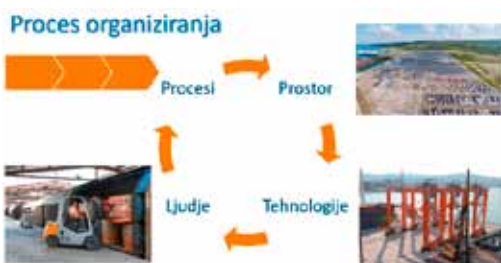 Proces organiziranja
Procesi
Prostor
Ljudje
Tehnologije